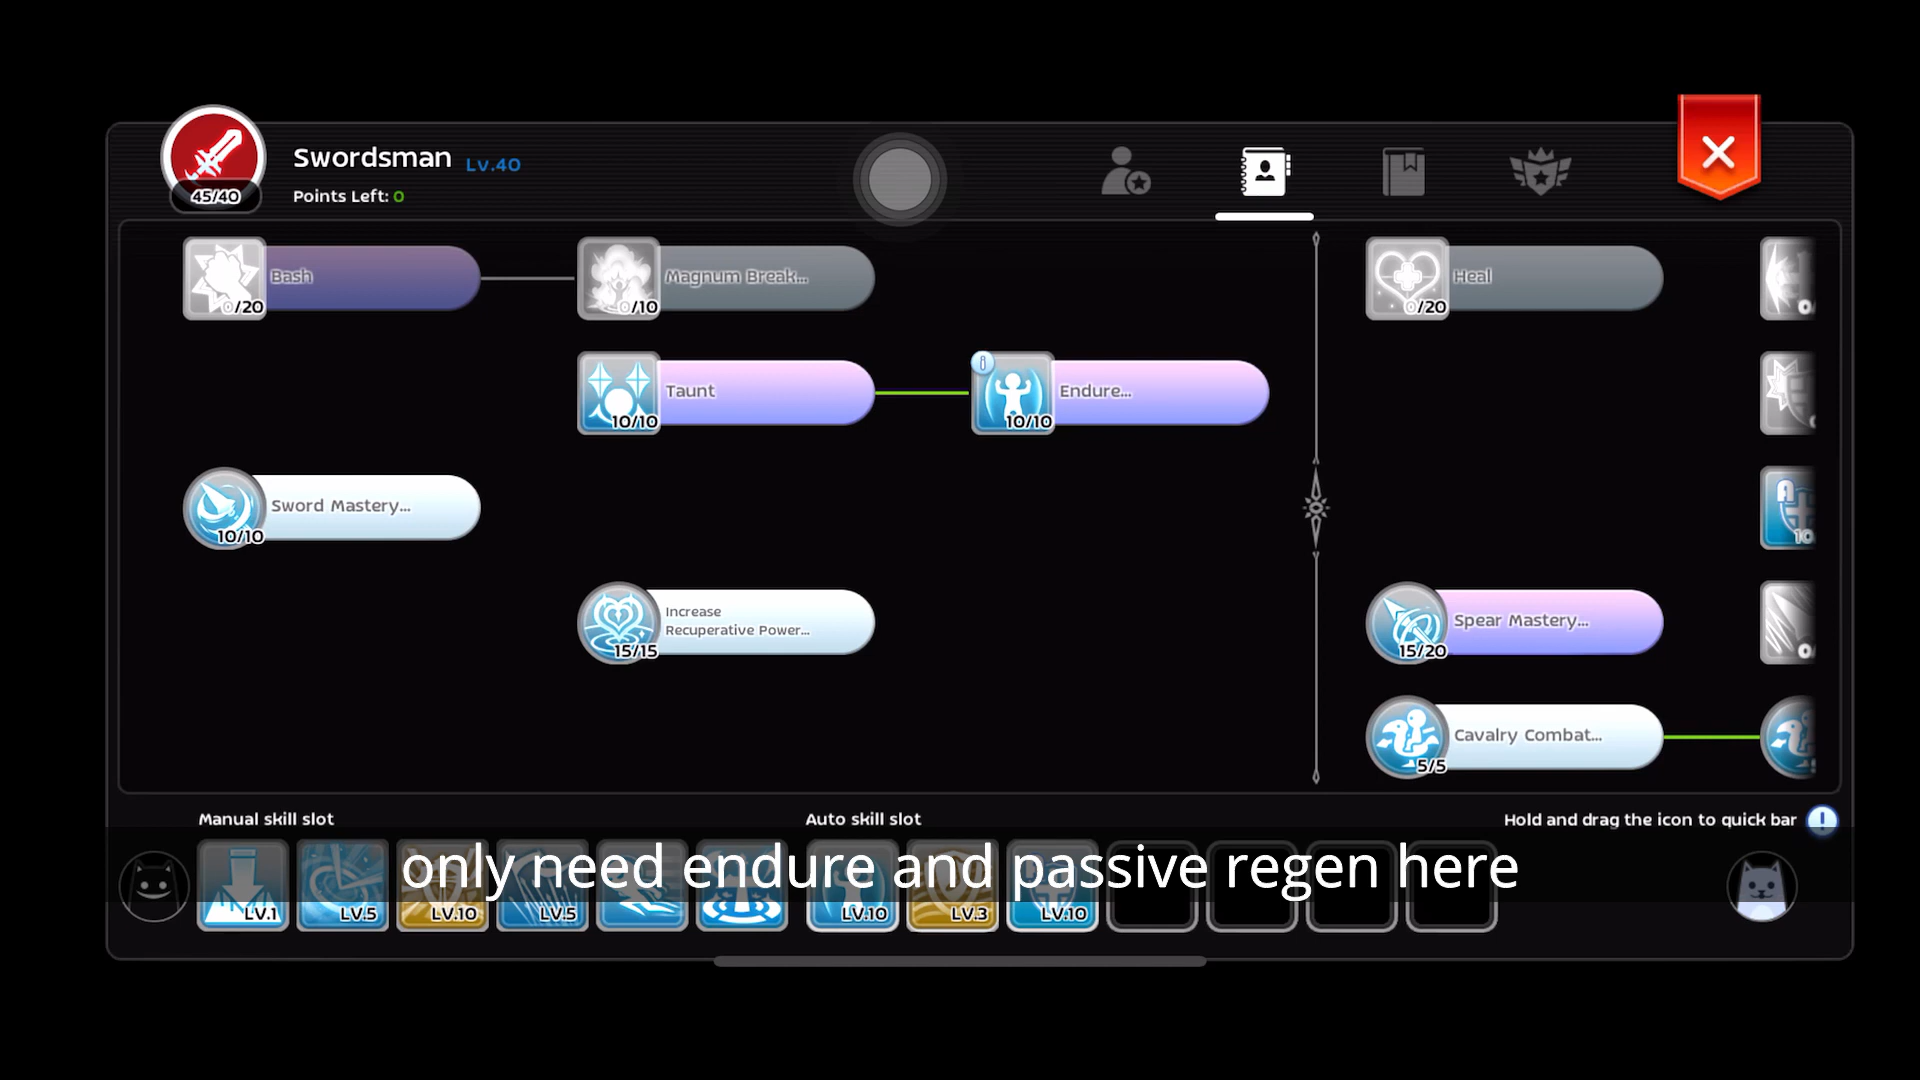 Swordsman Lv.40
45/40
Points Left: 0
Bash
0/20
Magnum Break...
0/10
Heal
0/20
Taunt
10/10
Endure...
10/10
Sword Mastery...
10/10
A
10
Increase
Recuperative Power...
15/15
Spear Mastery...
15/20
Cavalry Combat...
5/5
Manual skill slot
Auto skill slot
Hold and drag the icon to quick bar
only need endure and passive regen here
LV.1
LV.5
LV.10
LV.5
LV.10
LV.3
LV.10